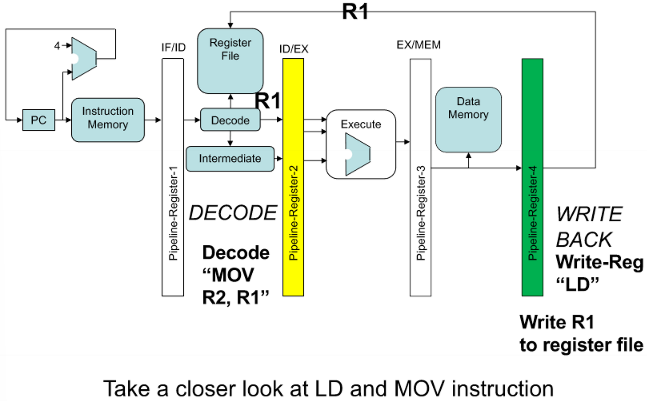 R1
4
IF/ID
Register
File
ID/EX
EX/MEM
PC
Instruction
Memory
R1
Decode
Intermediate
Execute
Data
Memory
Pipeline-Register-1
Pipeline-Register-2
Pipeline-Register-3
Pipeline-Register-4
DECODE
Decode
“MOV
R2, R1”
WRITE
BACK
Write-Reg
“LD”
Write R1
to register file
Take a closer look at LD and MOV instruction